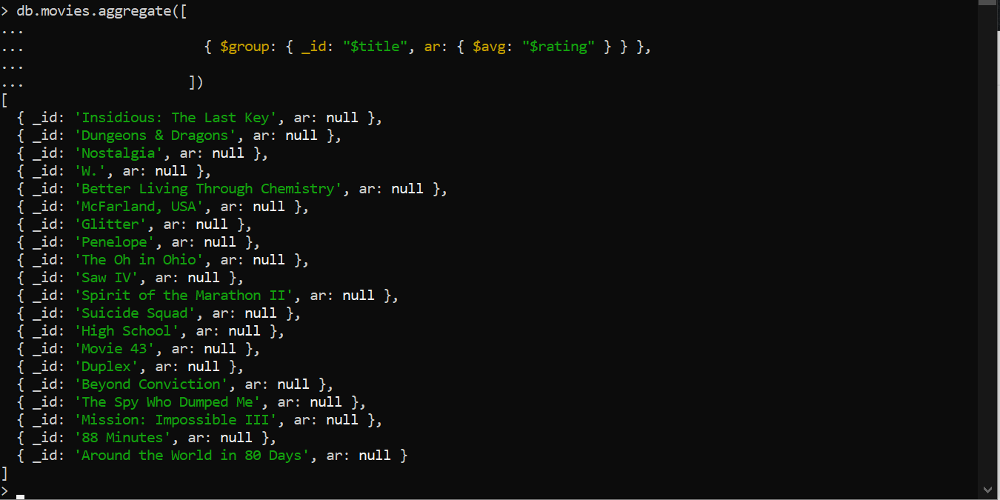 > db.movies.aggregate([
...
...                      { $group: { _id: "$title", ar: { $avg: "$rating" } } },
...
...                    ])
[
  { _id: 'Insidious: The Last Key', ar: null },
  { _id: 'Dungeons & Dragons', ar: null },
  { _id: 'Nostalgia', ar: null },
  { _id: 'W.', ar: null },
  { _id: 'Better Living Through Chemistry', ar: null },
  { _id: 'McFarland, USA', ar: null },
  { _id: 'Glitter', ar: null },
  { _id: 'Penelope', ar: null },
  { _id: 'The Oh in Ohio', ar: null },
  { _id: 'Saw IV', ar: null },
  { _id: 'Spirit of the Marathon II', ar: null },
  { _id: 'Suicide Squad', ar: null },
  { _id: 'High School', ar: null },
  { _id: 'Movie 43', ar: null },
  { _id: 'Duplex', ar: null },
  { _id: 'Beyond Conviction', ar: null },
  { _id: 'The Spy Who Dumped Me', ar: null },
  { _id: 'Mission: Impossible III', ar: null },
  { _id: '88 Minutes', ar: null },
  { _id: 'Around the World in 80 Days', ar: null }
]
>